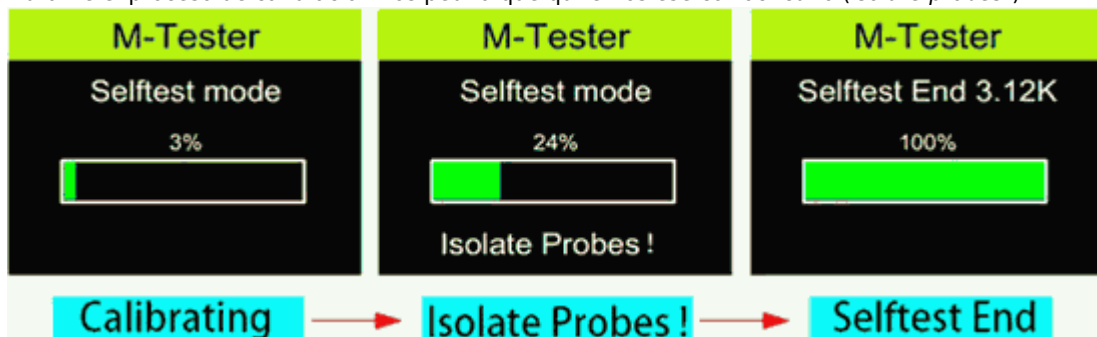 M-Tester
Selftest mode
3%
Calibrating
M-Tester
Selftest mode
24%
Isolate Probes !
Isolate Probes !
M-Tester
Selftest End 3.12K
100%
Selftest End